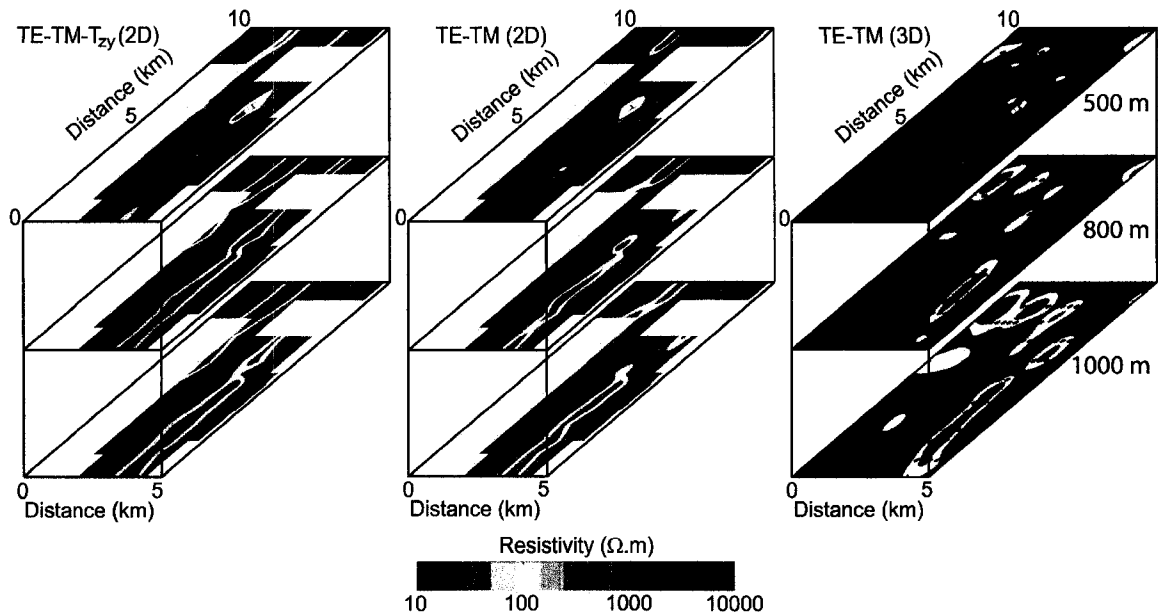 10
TE-TM-Tzy (2D)
Distance (km)
5
0
0
5
Distance (km)
10
TE-TM (2D)
Distance (km)
5
0
0
5
Distance (km)
10
TE-TM (3D)
Distance (km)
5
0
500 m
800 m
1000 m
0
5
Distance (km)
Resistivity (Ω.m)
10 100 1000 10000